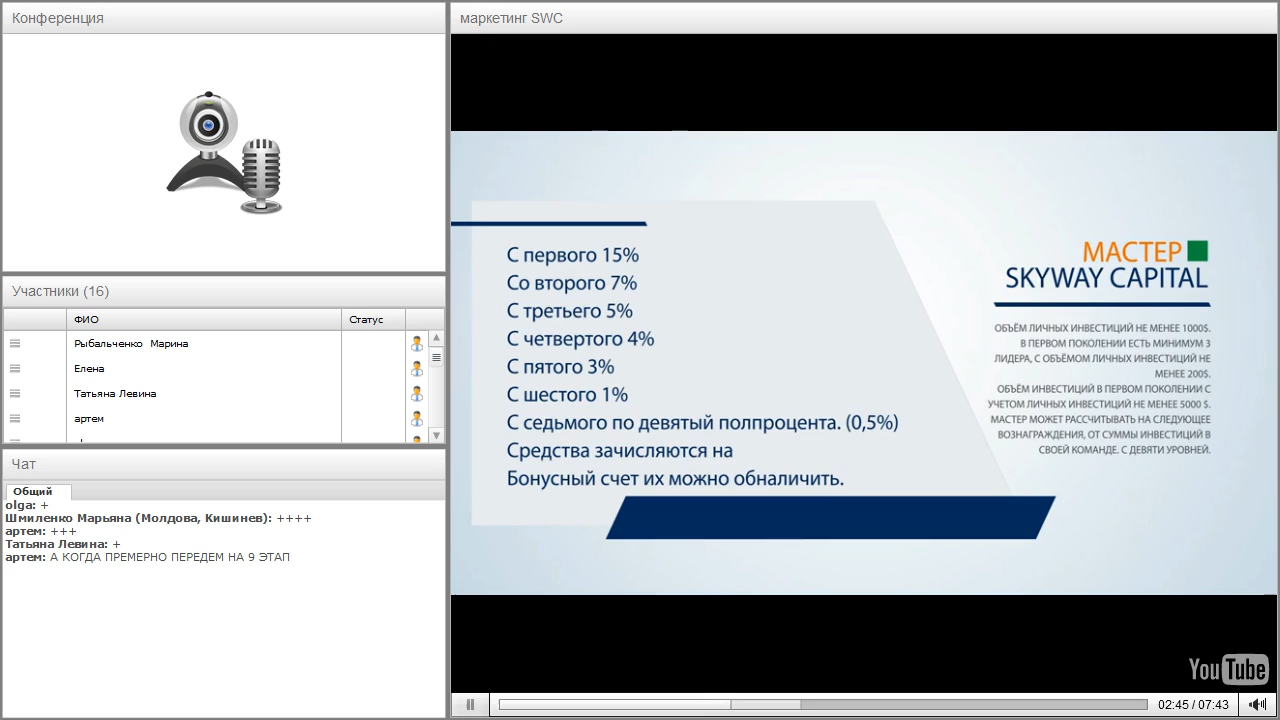 Конференция
Участники (16)
ФИО
Статус
Рыбальченко Марина
Елена
Татьяна Левина
артем
Чат
Общий
olga: +
Шмиленко Марьяна (Молдова, Кишинев): ++++
артем: +++
Татьяна Левина: +
артем: А КОГДА ПРЕМЕРНО ПЕРЕДЕМ НА 9 ЭТАП
маркетинг SWC
С первого 15%
Со второго 7%
С третьего 5%
С четвертого 4%
С пятого 3%
С шестого 1%
С седьмого по девятый полпроцента. (0,5%)
Средства зачисляются на
Бонусный счет их можно обналичить.
МАСТЕР
SKYWAY CAPITAL
ОБЪЁМ ЛИЧНЫХ ИНВЕСТИЦИЙ НЕ МЕНЕЕ 1000$.
В ПЕРВОМ ПОКОЛЕНИИ ЕСТЬ МИНИМУМ 3
ЛИДЕРА, С ОБЪЁМОМ ЛИЧНЫХ ИНВЕСТИЦИЙ НЕ
МЕНЕЕ 200$.
ОБЪЁМ ИНВЕСТИЦИЙ В ПЕРВОМ ПОКОЛЕНИИ С
УЧЕТОМ ЛИЧНЫХ ИНВЕСТИЦИЙ НЕ МЕНЕЕ 5000 $.
МАСТЕР МОЖЕТ РАССЧИТЫВАТЬ НА СЛЕДУЮЩЕЕ
ВОЗНАГРАЖДЕНИЯ, ОТ СУММЫ ИНВЕСТИЦИЙ В
СВОЕЙ КОМАНДЕ. С ДЕВЯТИ УРОВНЕЙ.
YouTube
02:45 / 07:43